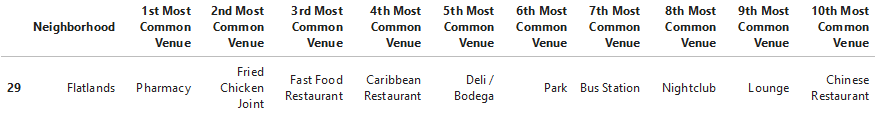 Neighborhood 1st Most Common Venue 2nd Most Common Venue 3rd Most Common Venue 4th Most Common Venue 5th Most Common Venue 6th Most Common Venue 7th Most Common Venue 8th Most Common Venue 9th Most Common Venue 10th Most Common Venue
29 Flatlands Pharmacy Fried Chicken Joint Fast Food Restaurant Caribbean Restaurant Deli / Bodega Park Bus Station Nightclub Lounge Chinese Restaurant